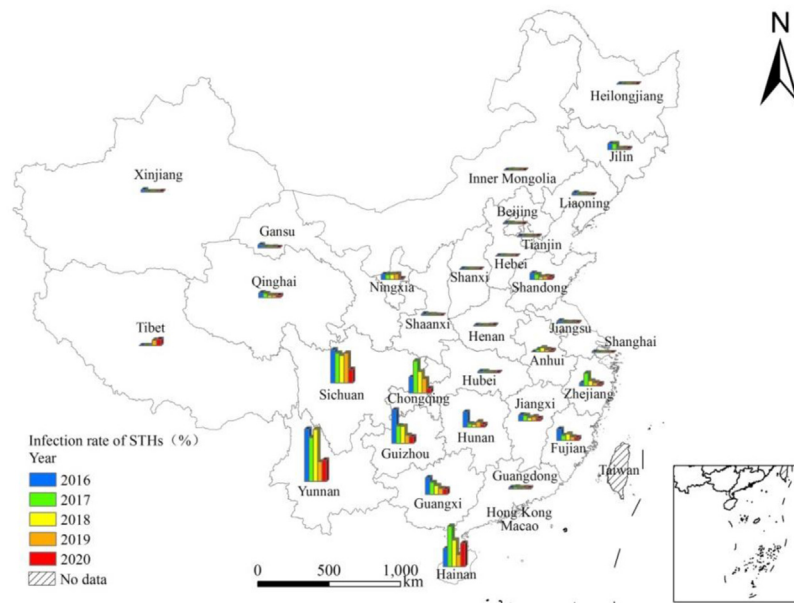 N
Heilongjiang
Jilin
Xinjiang
Inner Mongolia
Liaoning
Beijing
Gansu
Tianjin
Hebei
Qinghai
Ningxia
Shanxi
Shandong
Tibet
Shaanxi
Jiangsu
Henan
Shanghai
Anhui
Sichuan
Chongqing
Hubei
Zhejiang
Jiangxi
Guizhou
Hunan
Fujian
Infection rate of STHs (%)
Year
2016
2017
2018
2019
2020
No data
Yunnan
Guangxi
Guangdong
Taiwan
Hong Kong
Macao
Hainan
0 500 1,000
km